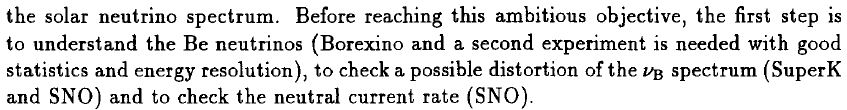 the solar neutrino spectrum. Before reaching this ambitious objective, the first step is
to understand the Be neutrinos (Borexino and a second experiment is needed with good
statistics and energy resolution), to check a possible distortion of the ν_B spectrum (SuperK
and SNO) and to check the neutral current rate (SNO).